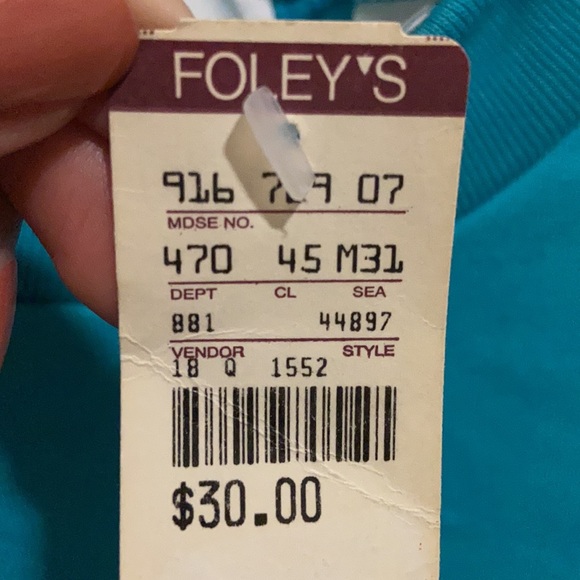 FOLEY'S
916 07
MDSE NO.
470 45 M31
DEPT CL SEA
881 44897
VENDOR STYLE
18 Q 1552
$30.00